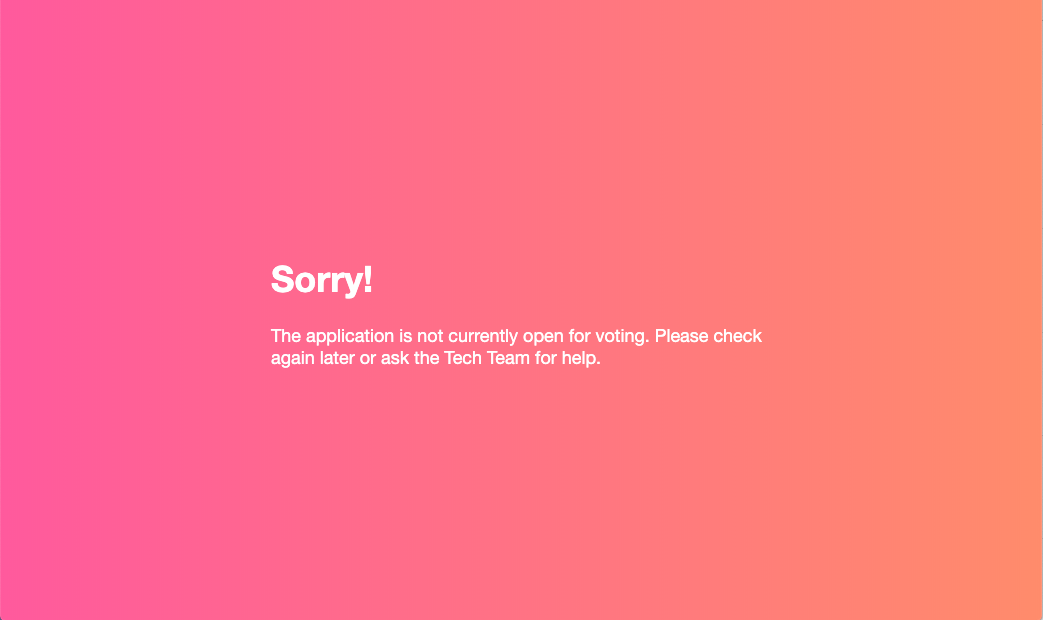 Sorry!
The application is not currently open for voting. Please check
again later or ask the Tech Team for help.